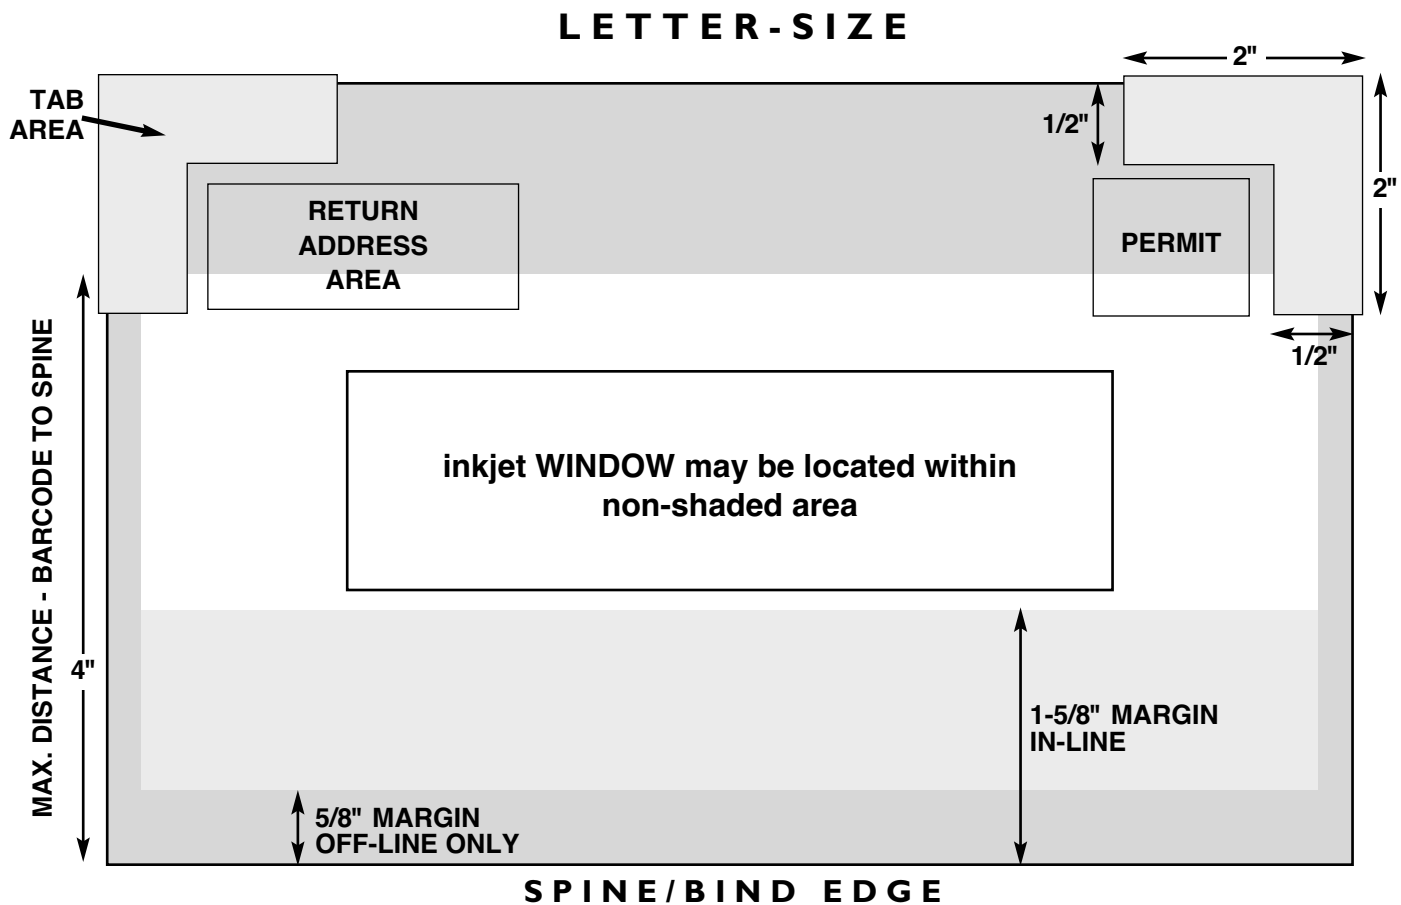 LETTER-SIZE
2"
TAB
AREA
1/2"
2"
RETURN
ADDRESS
AREA
PERMIT
1/2"
MAX. DISTANCE - BARCODE TO SPINE
inkjet WINDOW may be located within
non-shaded area
4"
1-5/8" MARGIN
IN-LINE
5/8" MARGIN
OFF-LINE ONLY
SPINE/BIND EDGE